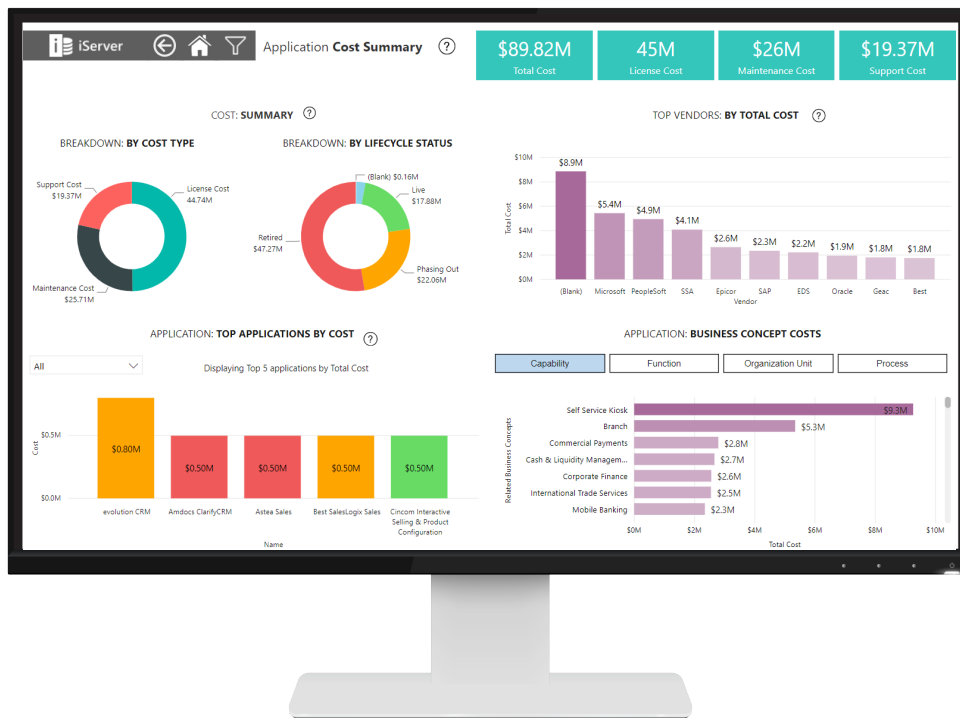 iServer
Application Cost Summary ?
$89.82M
Total Cost
45M
License Cost
$26M
Maintenance Cost
$19.37M
Support Cost
COST: SUMMARY ?
BREAKDOWN: BY COST TYPE
Support Cost
$19.37M
License Cost
44.74M
Maintenance Cost
$25.71M
BREAKDOWN: BY LIFECYCLE STATUS
(Blank) $0.16M
Live
$17.88M
Retired
$47.27M
Phasing Out
$22.06M
TOP VENDORS: BY TOTAL COST ?
Total Cost
$10M
$8M
$6M
$4M
$2M
$0M
$8.9M
$5.4M
$4.9M
$4.1M
$2.6M
$2.3M
$2.2M
$1.9M
$1.8M
$1.8M
(Blank) Microsoft PeopleSoft SSA Epicor SAP EDS Oracle Geac Best
Vendor
APPLICATION: TOP APPLICATIONS BY COST ?
All
Displaying Top 5 applications by Total Cost
Cost
$0.5M
$0.0M
$0.80M
$0.50M
$0.50M
$0.50M
$0.50M
evolution CRM
Amdocs ClarifyCRM
Astea Sales
Best SalesLogix Sales
Cincom Interactive
Selling & Product
Configuration
Name
APPLICATION: BUSINESS CONCEPT COSTS
Capability
Function
Organization Unit
Process
Related Business Concepts
Self Service Kiosk $9.3M
Branch $5.3M
Commercial Payments $2.8M
Cash & Liquidity Managem... $2.7M
Corporate Finance $2.6M
International Trade Services $2.5M
Mobile Banking $2.3M
$0M $2M $4M $6M $8M $10M
Total Cost